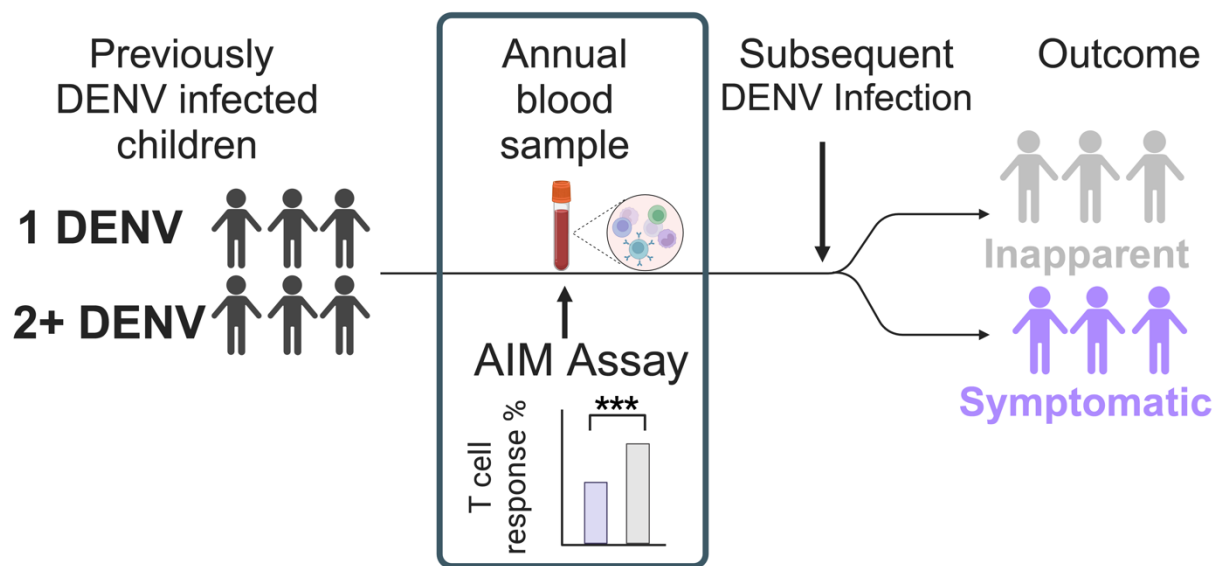 Previously
DENV infected
children
1 DENV
2+ DENV
Annual
blood
sample
AIM Assay
T cell
response %
***
Subsequent
DENV Infection
Outcome
Inapparent
Symptomatic